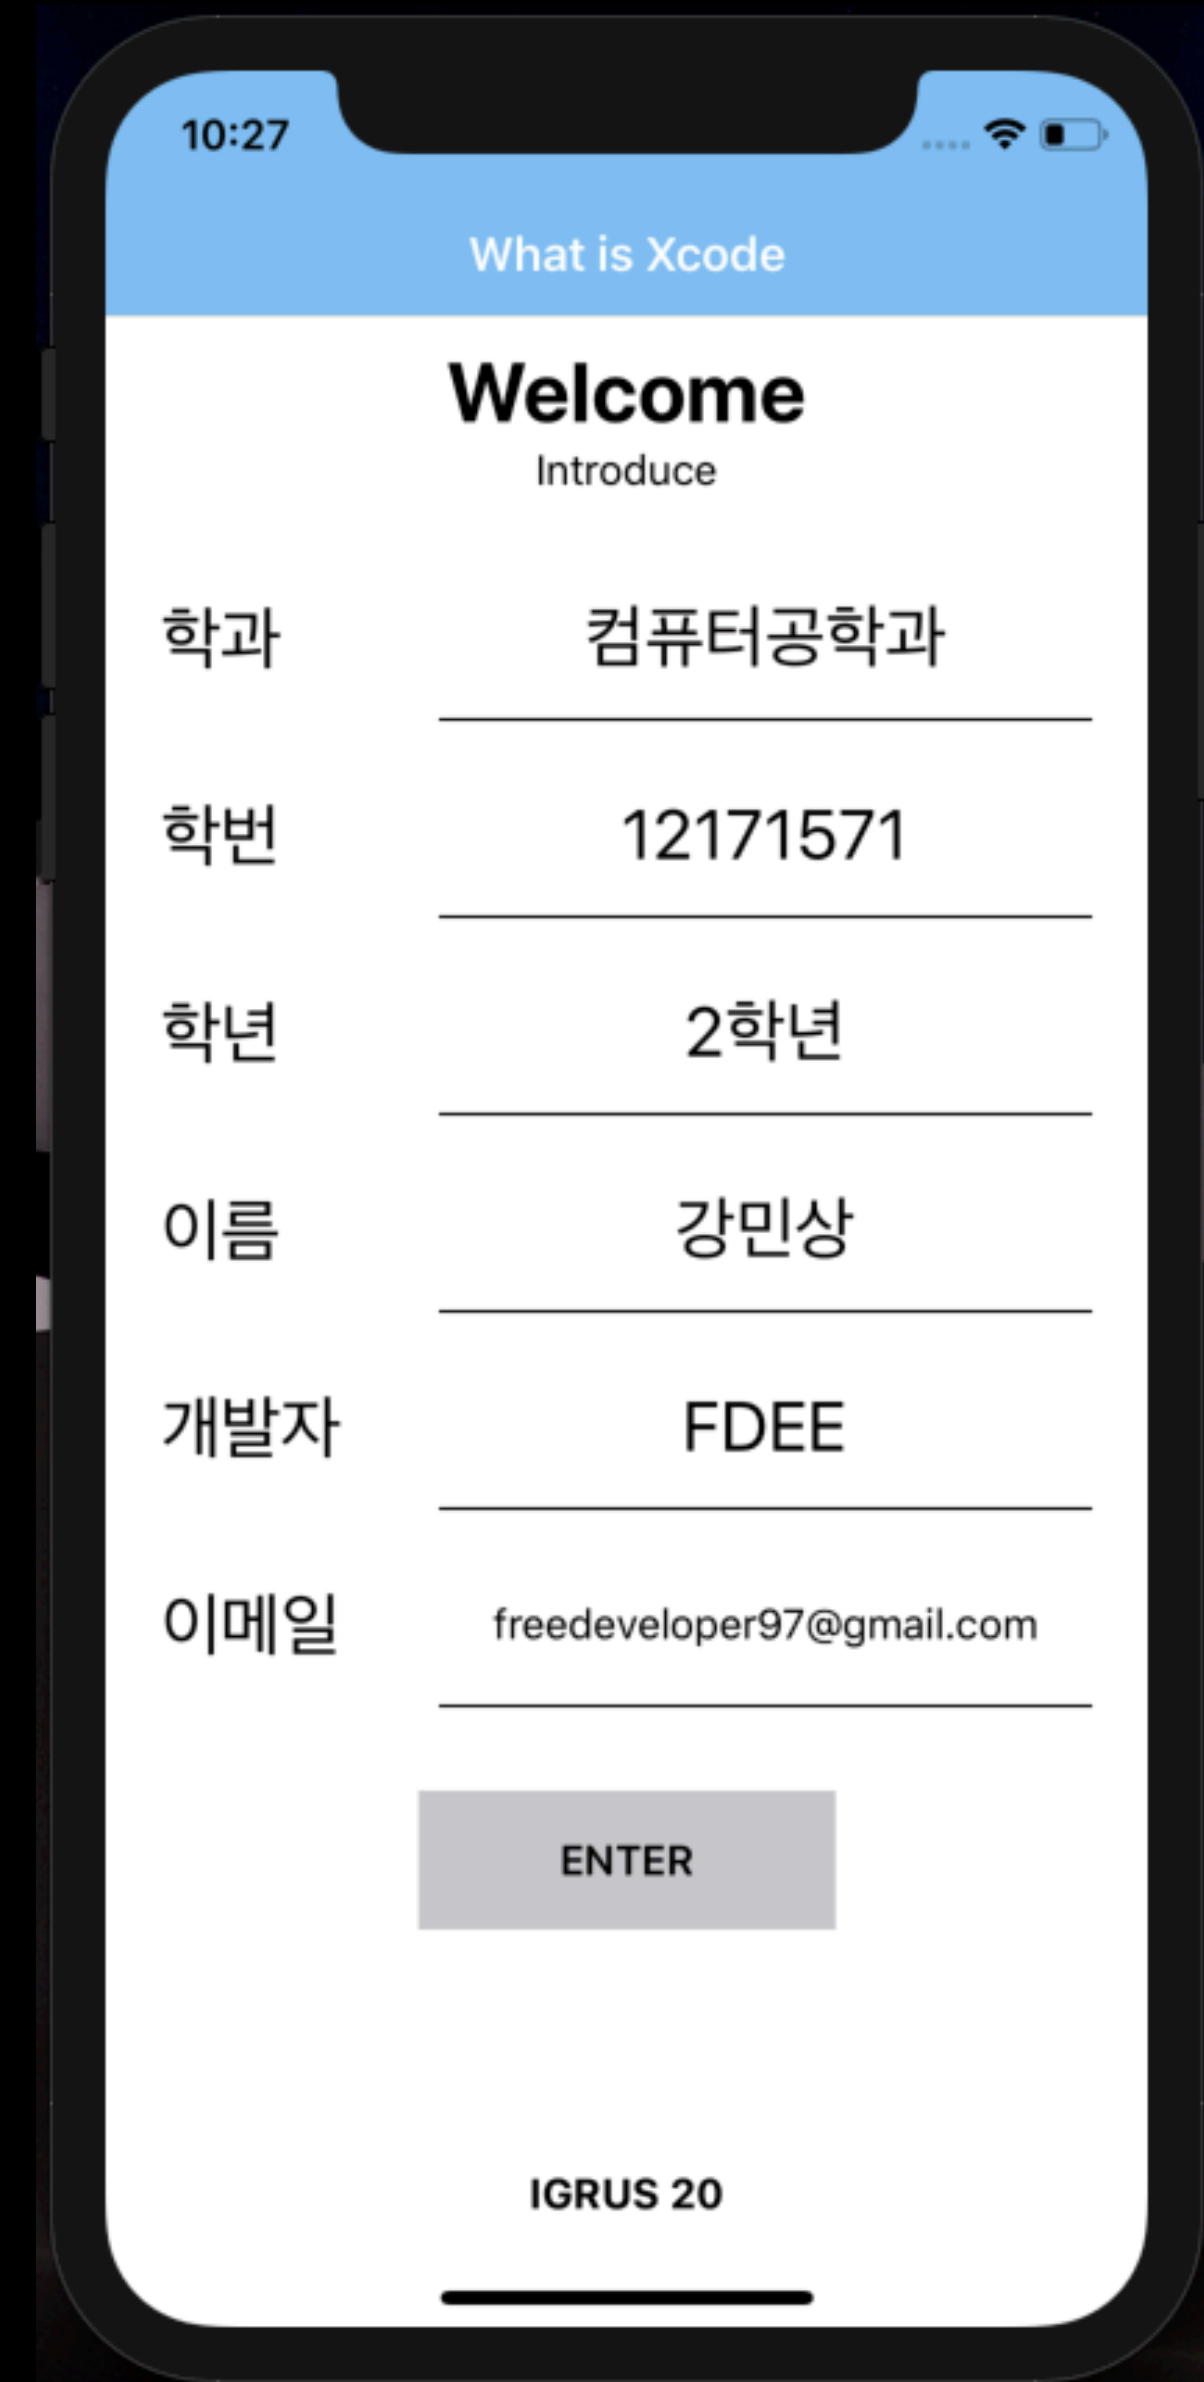 10:27
What is Xcode
Welcome
Introduce
학과 컴퓨터공학과
학번 12171571
학년 2학년
이름 강민상
개발자 FDEE
이메일 freedeveloper97@gmail.com
ENTER
IGRUS 20